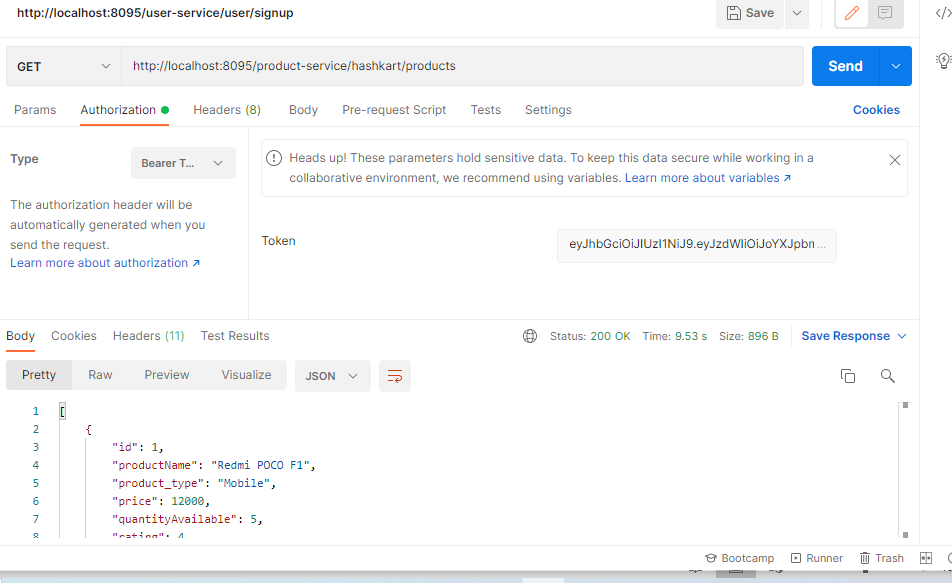 http://localhost:8095/user-service/user/signup
Save
GET
http://localhost:8095/product-service/hashkart/products
Send
Params Authorization Headers (8) Body Pre-request Script Tests Settings Cookies
Type
Bearer T...
The authorization header will be
automatically generated when you
send the request.
Learn more about authorization ↗
Heads up! These parameters hold sensitive data. To keep this data secure while working in a
collaborative environment, we recommend using variables. Learn more about variables ↗
Token
eyJhbGciOiJIUzI1NiJ9.eyJzdWIiOiJoYXJpbn ...
Body Cookies Headers (11) Test Results
Status: 200 OK Time: 9.53 s Size: 896 B Save Response
Pretty Raw Preview Visualize JSON
1 [
2 {
3 "id": 1,
4 "productName": "Redmi POCO F1",
5 "product_type": "Mobile",
6 "price": 12000,
7 "quantityAvailable": 5,
8 "rating": 4
Bootcamp Runner Trash